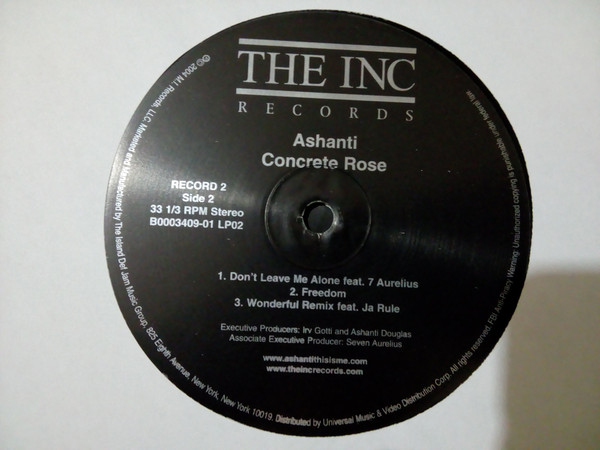 THE INC
RECORDS
Ashanti
Concrete Rose
RECORD 2
Side 2
33 1/3 RPM Stereo
B0003409-01 LP02
1. Don't Leave Me Alone feat. 7 Aurelius
2. Freedom
3. Wonderful Remix feat. Ja Rule
Executive Producers: Irv Gotti and Ashanti Douglas
Associate Executive Producer: Seven Aurelius
www.ashantithisisme.com
www.theincrecords.com
℗© 2004 M.I. Records, LLC. Marketed and Manufactured by The Island Def Jam Music Group, 825 Eighth Avenue, New York, New York 10019. Distributed by Universal Music & Video Distribution Corp. All rights reserved. FBI Anti-Piracy Warning: Unauthorized copying is punishable under federal law.